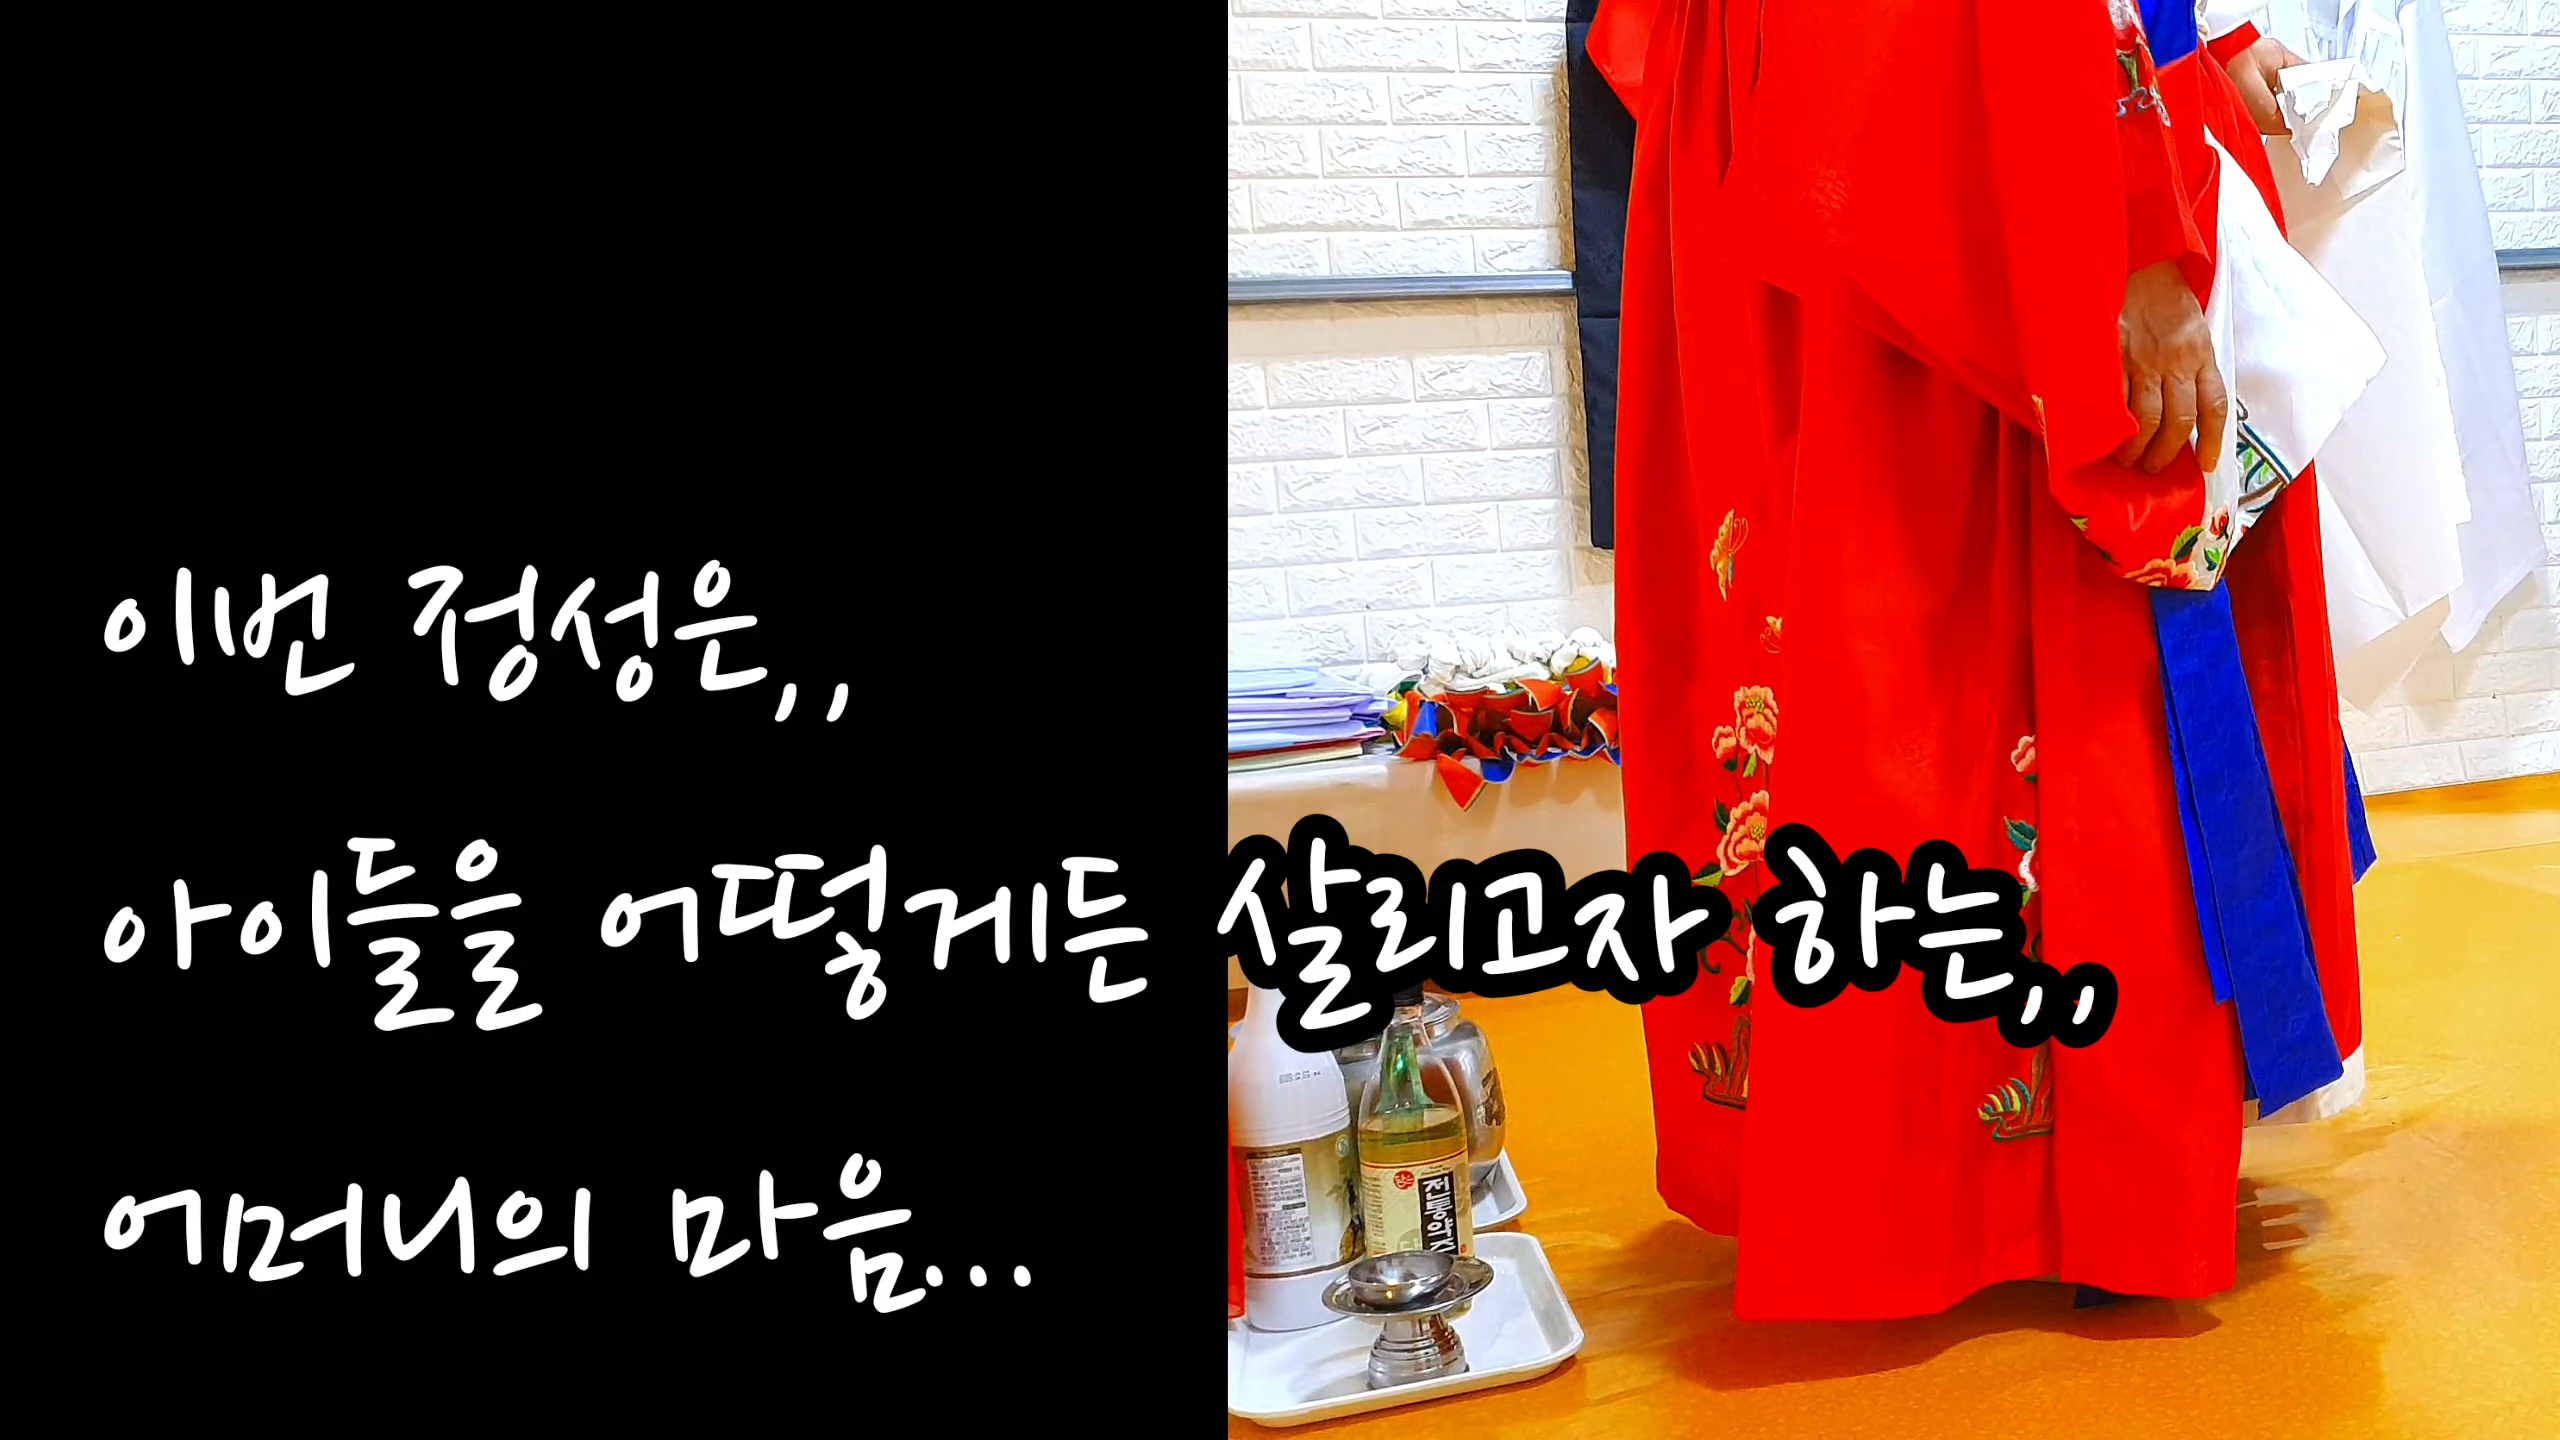 이번 정성은,,
아이들을 어떻게든 살리고자 하는,,
어머니의 마음...